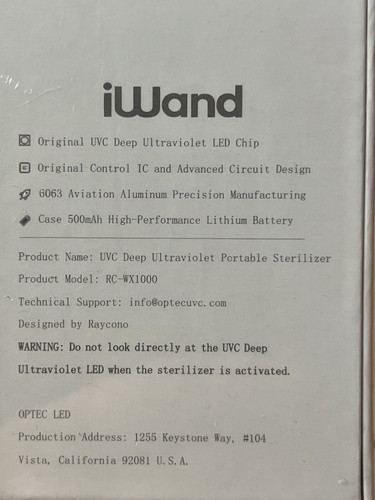 iWand
Original UVC Deep Ultraviolet LED Chip
Original Control IC and Advanced Circuit Design
6063 Aviation Aluminum Precision Manufacturing
Case 500mAh High-Performance Lithium Battery
Product Name: UVC Deep Ultraviolet Portable Sterilizer
Product Model: RC-WX1000
Technical Support: info@optecuvc.com
Designed by Raycono
WARNING: Do not look directly at the UVC Deep
Ultraviolet LED when the sterilizer is activated.
OPTEC LED
Production Address: 1255 Keystone Way, #104
Vista, California 92081 U.S.A.